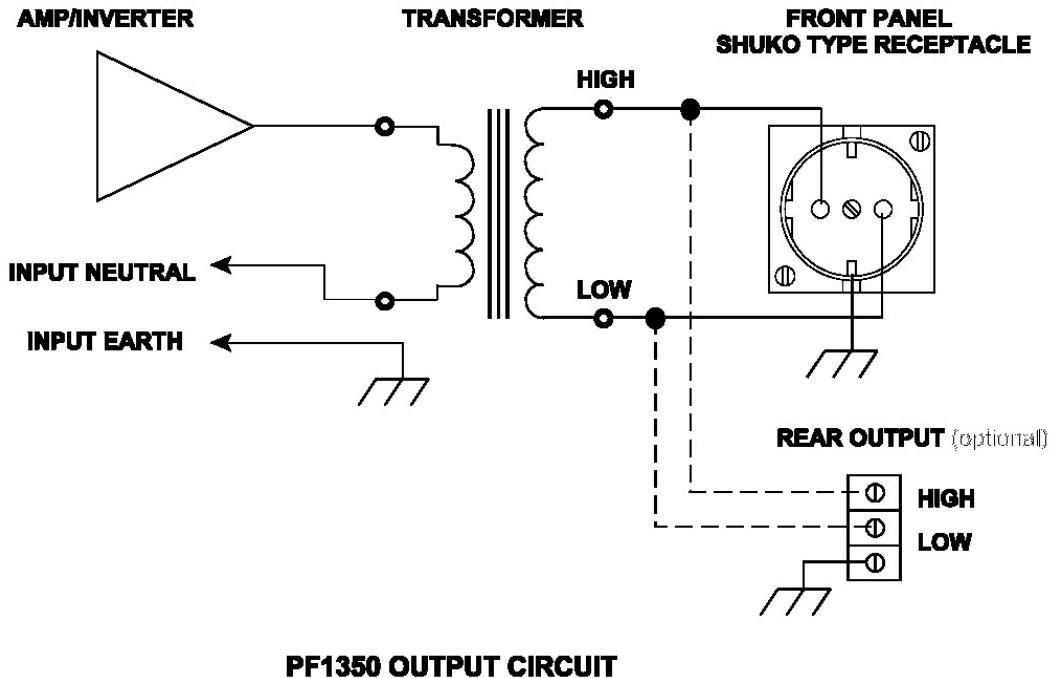 AMP/INVERTER
TRANSFORMER
FRONT PANEL
SHUKO TYPE RECEPTACLE
HIGH
LOW
INPUT NEUTRAL
INPUT EARTH
REAR OUTPUT (optional)
HIGH
LOW
PF1350 OUTPUT CIRCUIT